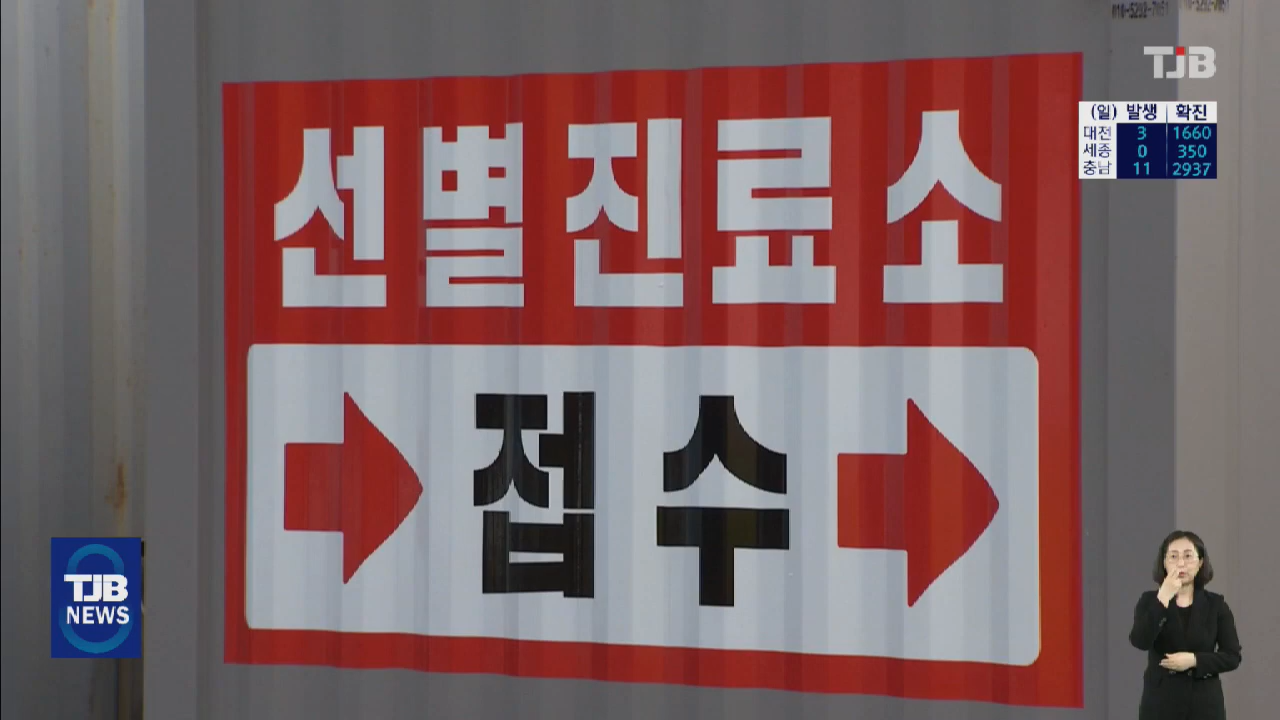 TJB
(일) 발생 확진
대전 3 1660
세종 0 350
충남 11 2937
선별진료소
접수
TJB
NEWS